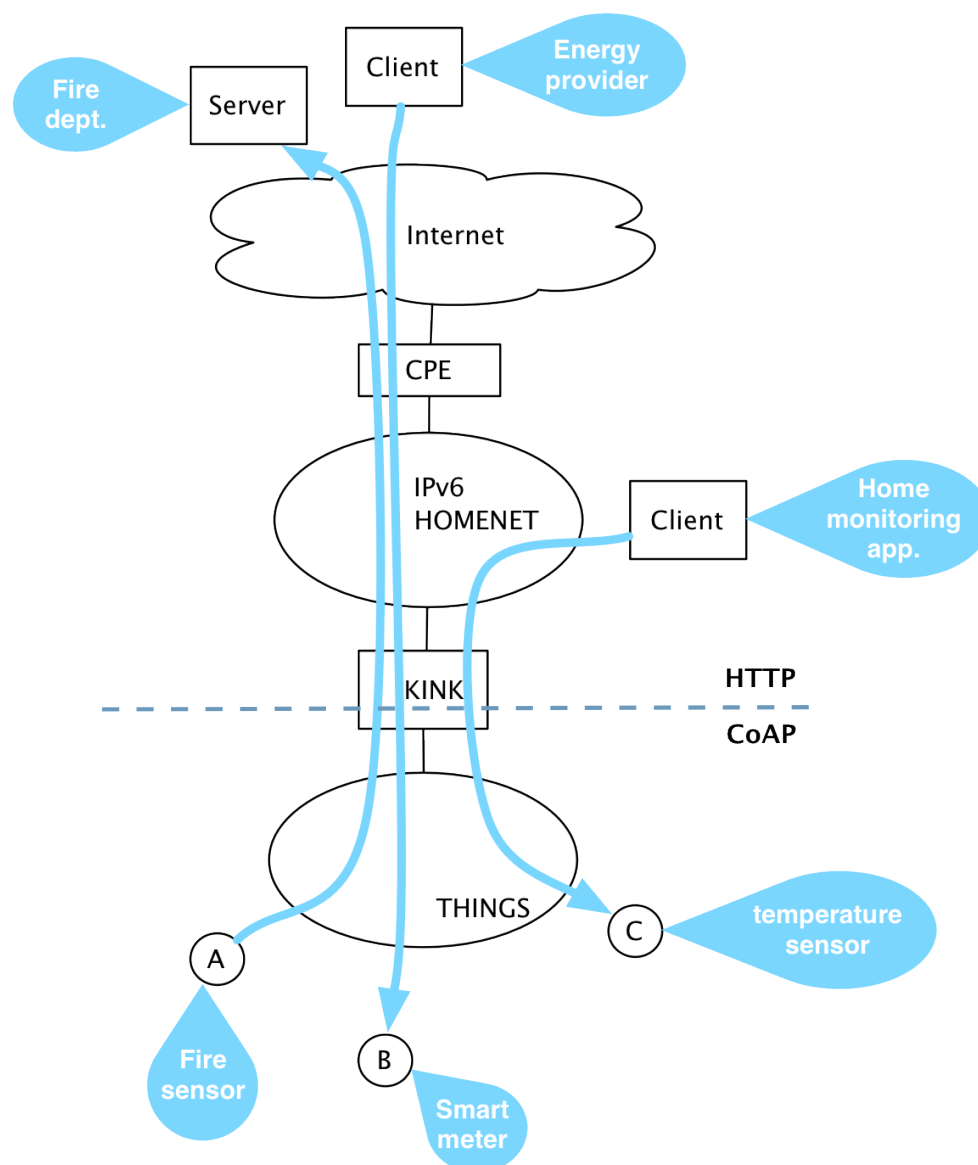 Energy
provider
Client
Fire
dept.
Server
Internet
CPE
IPv6
HOMENET
Client
Home
monitoring
app.
KINK
HTTP
CoAP
THINGS
C
temperature
sensor
A
Fire
sensor
B
Smart
meter